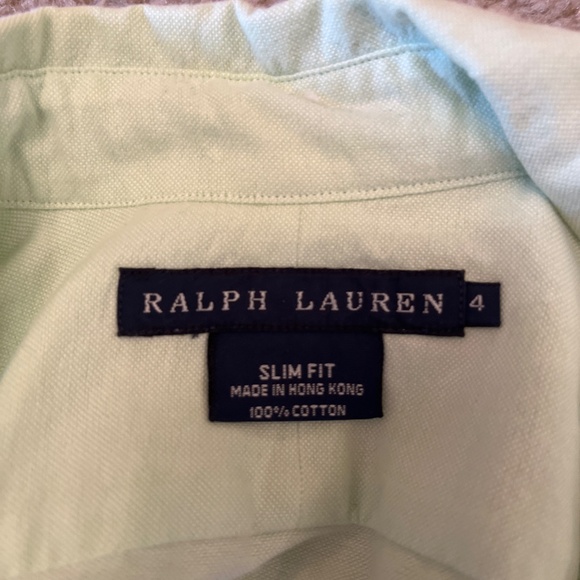 RALPH LAUREN 4
SLIM FIT
MADE IN HONG KONG
100% COTTON